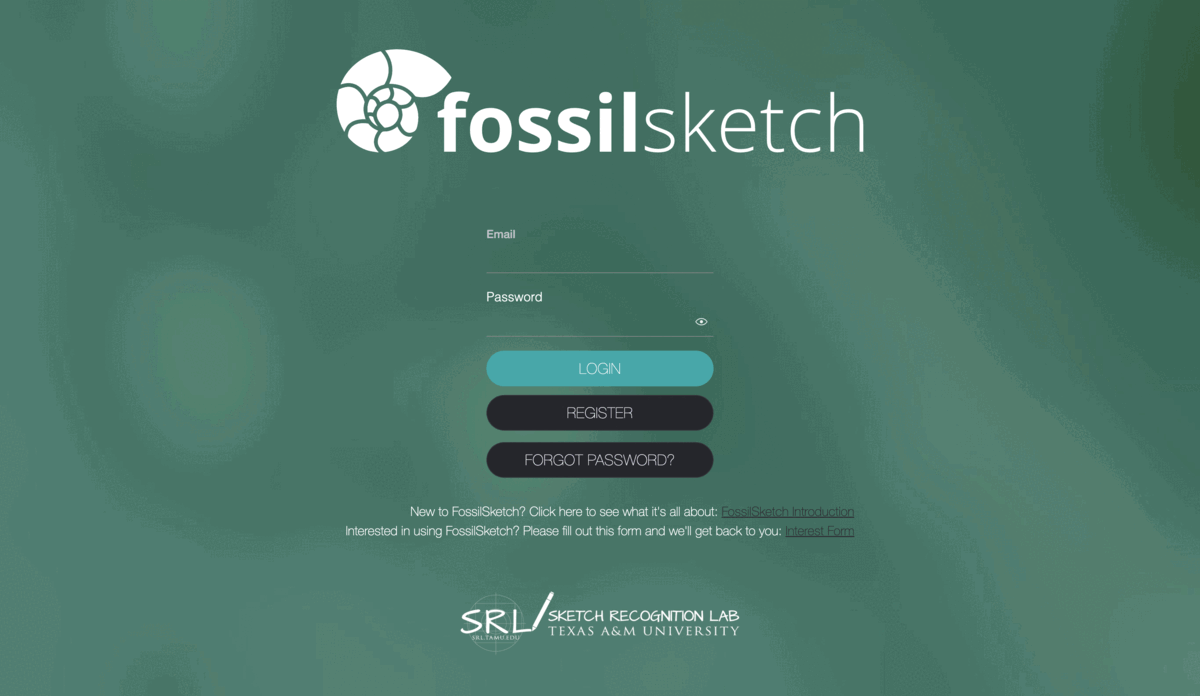 fossilsketch
Email
Password
LOGIN
REGISTER
FORGOT PASSWORD?
New to FossilSketch? Click here to see what it's all about: FossilSketch Introduction
Interested in using FossilSketch? Please fill out this form and we'll get back to you: Interest Form
SRL
SRL.TAMU.EDU
SKETCH RECOGNITION LAB
TEXAS A&M UNIVERSITY